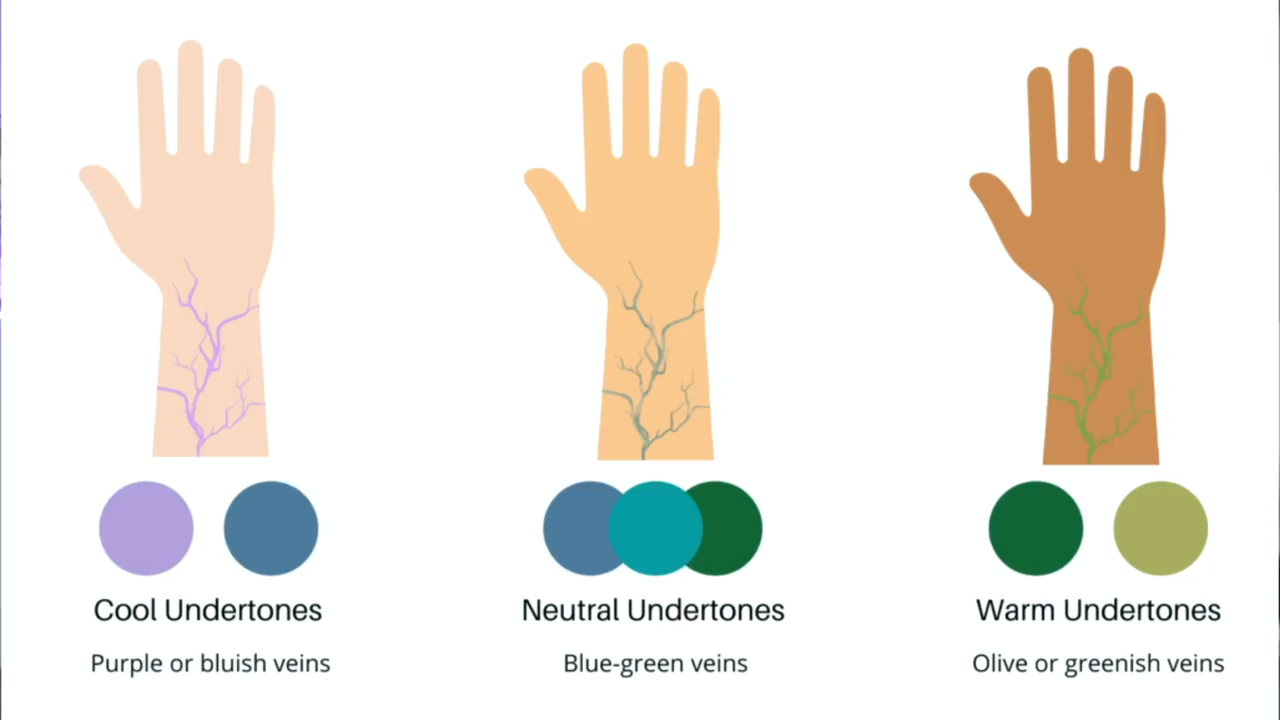 Cool Undertones
Purple or bluish veins
Neutral Undertones
Blue-green veins
Warm Undertones
Olive or greenish veins